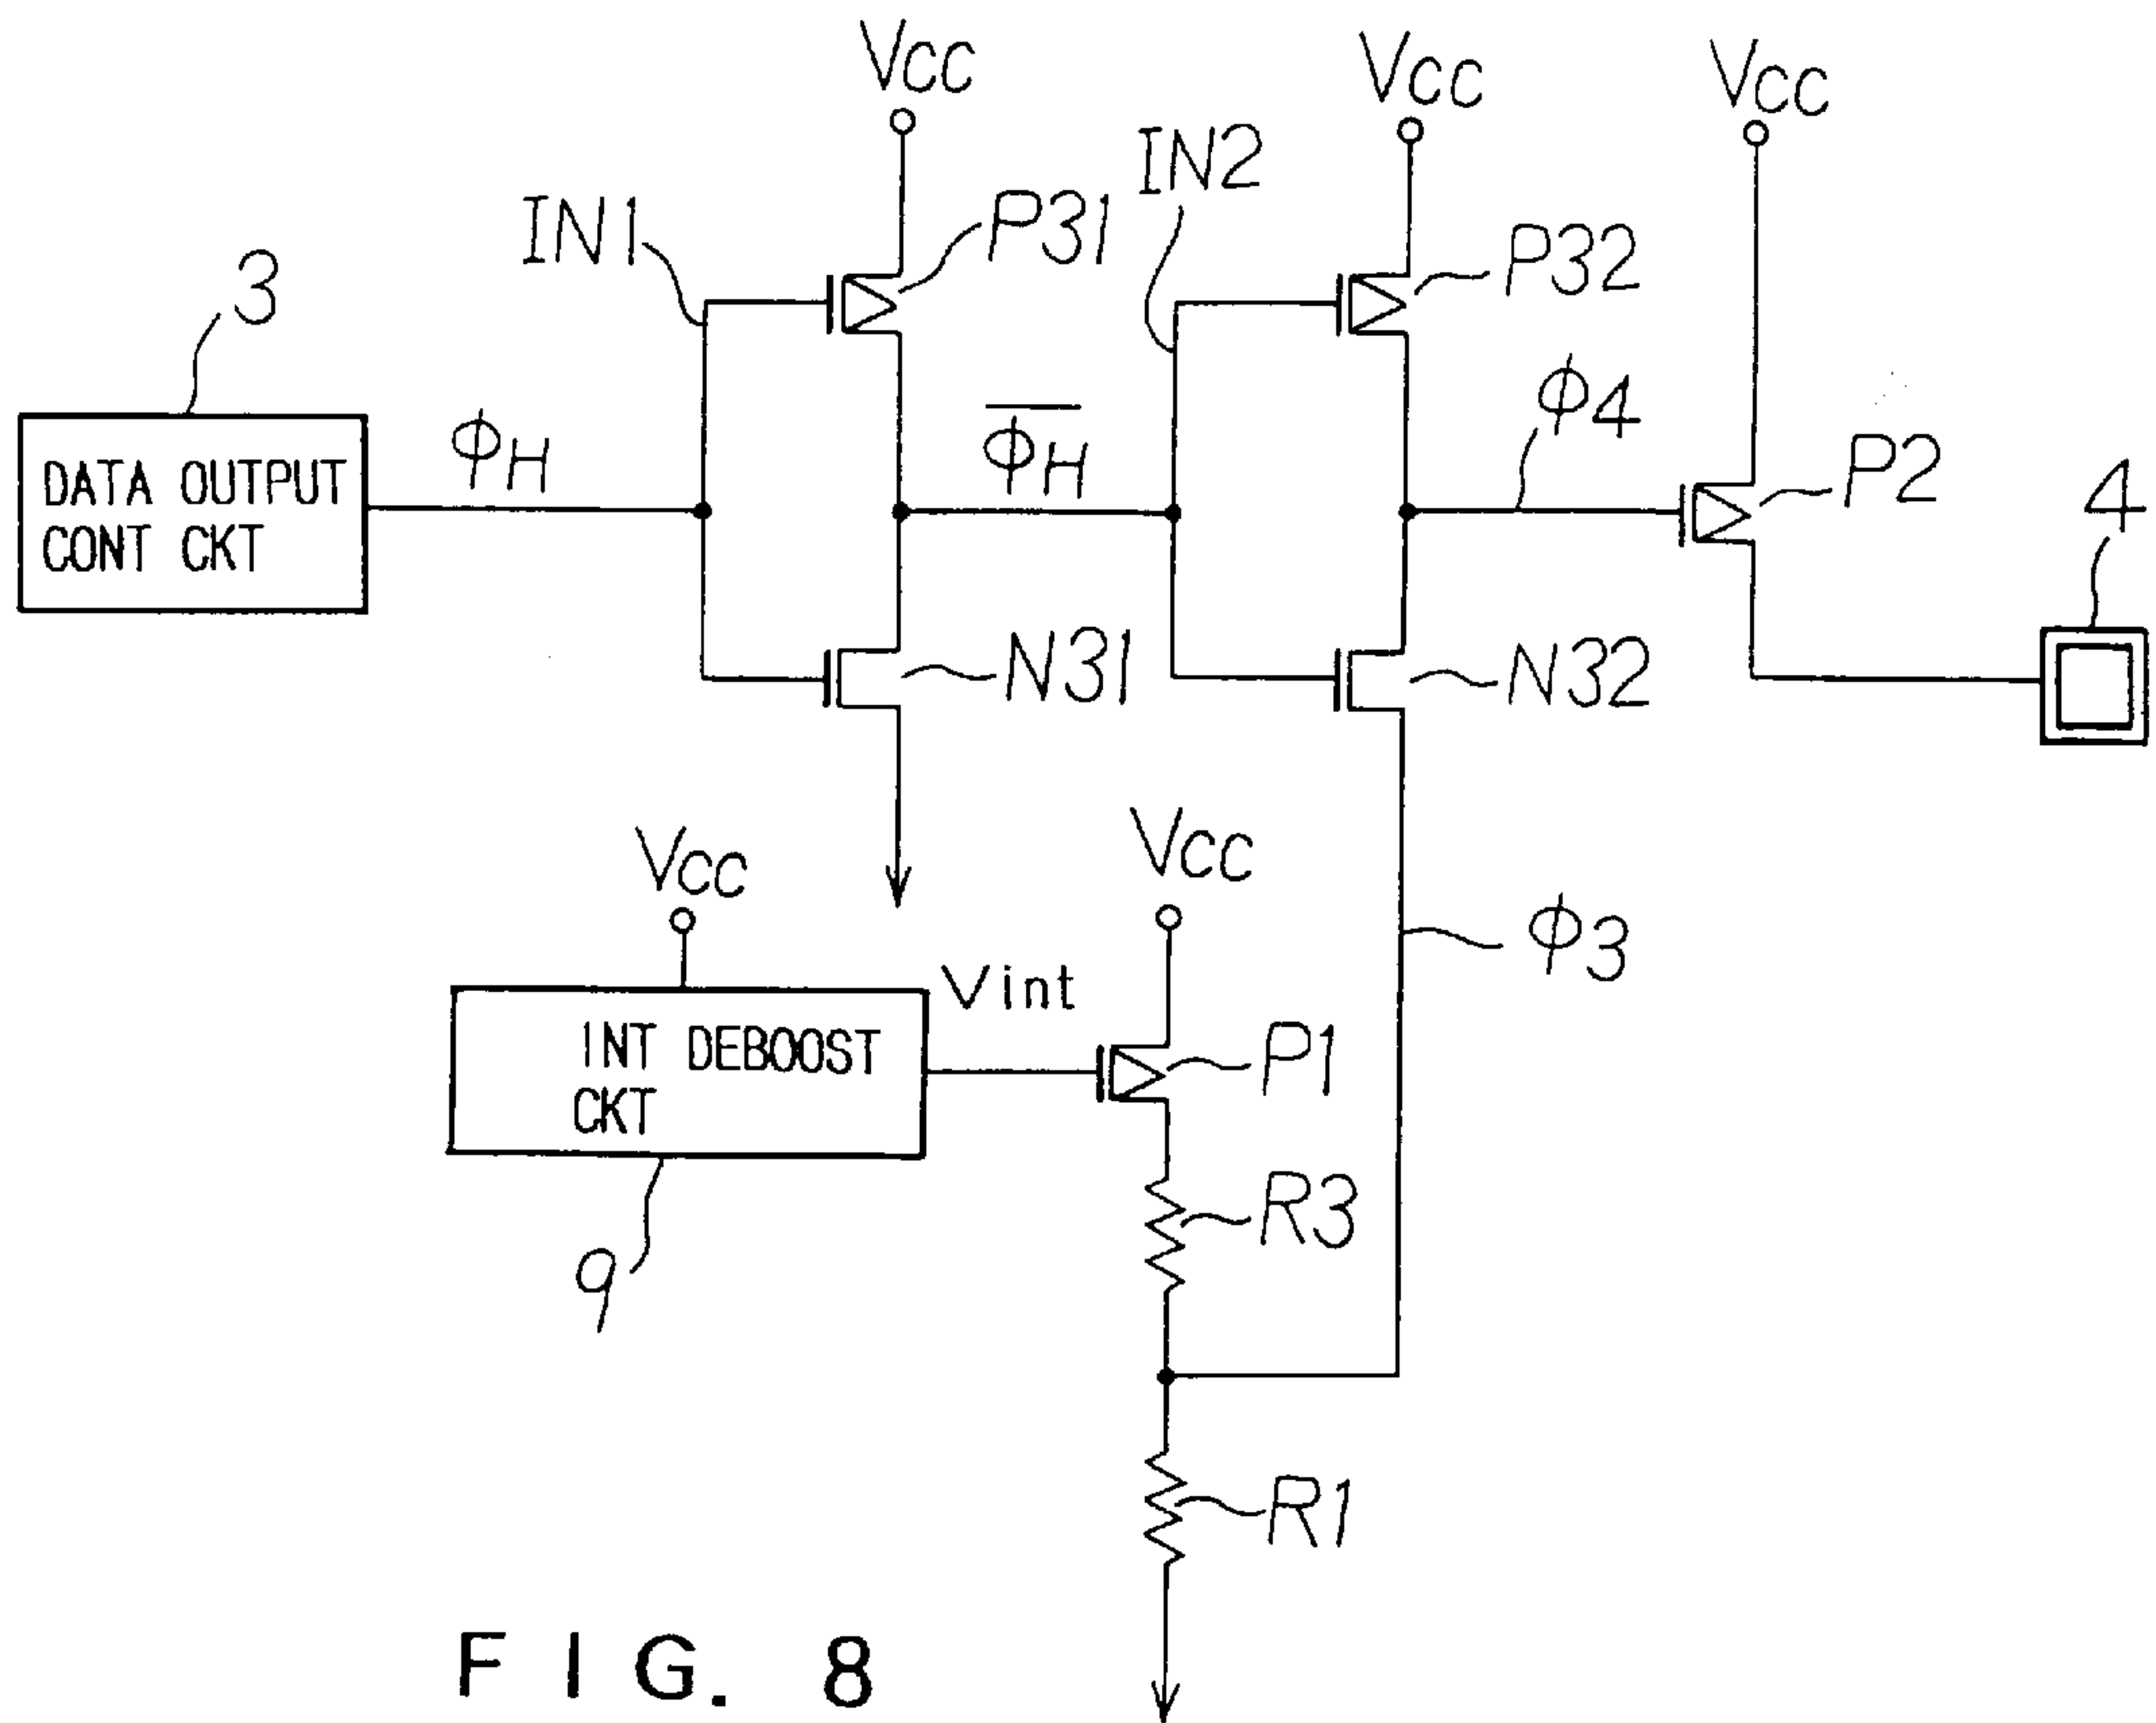 VCC
VCC
VCC
IN1
P31
IN2
P32
3
ΦH
Φ̅H̅
Φ4
P2
4
DATA OUTPUT
CONT CKT
N31
N32
VCC
VCC
Φ3
Vint
INT DEBOOST
CKT
P1
R3
9
R1
FIG. 8